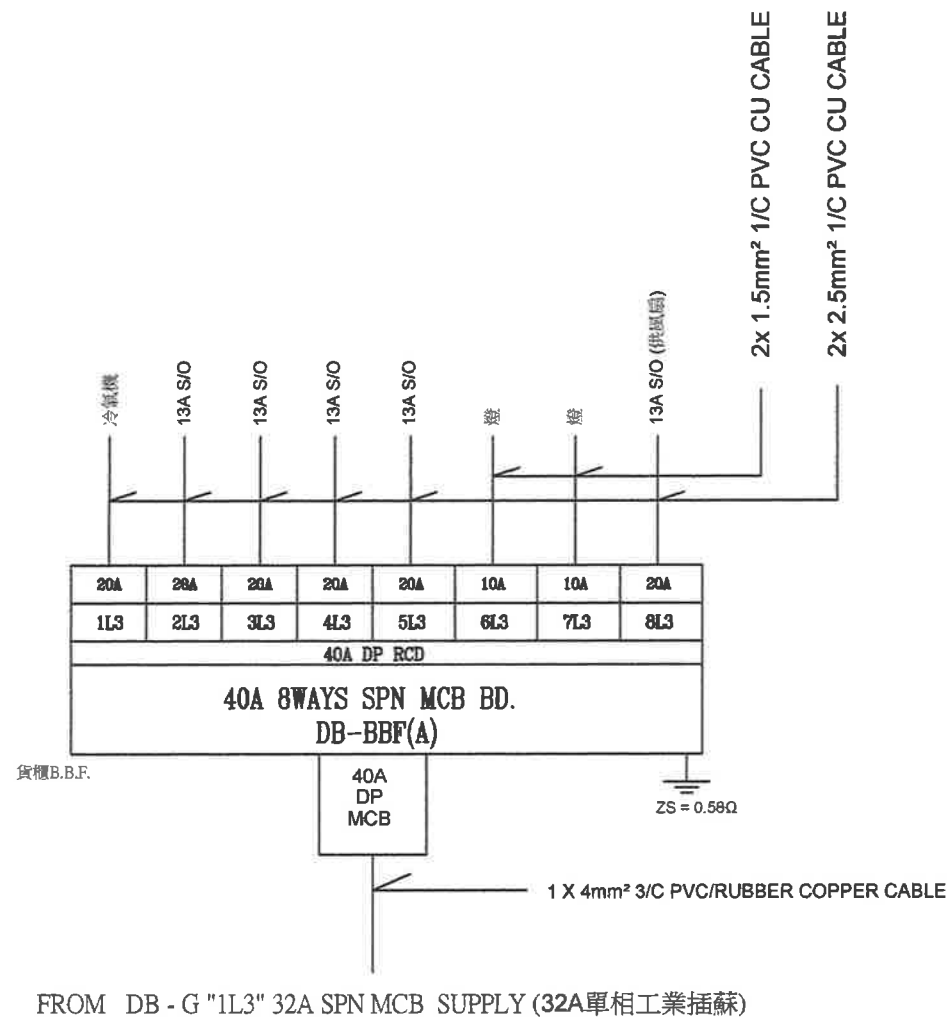 2x 1.5mm² 1/C PVC CU CABLE
2x 2.5mm² 1/C PVC CU CABLE
冷氣機
13A S/O
13A S/O
13A S/O
13A S/O
燈
燈
13A S/O (供風扇)
20A 20A 20A 20A 20A 10A 10A 20A
1L3 2L3 3L3 4L3 5L3 6L3 7L3 8L3
40A DP RCD
40A 8WAYS SPN MCB BD.
DB-BBF(A)
貨櫃B.B.F.
40A
DP
MCB
ZS = 0.58Ω
1 X 4mm² 3/C PVC/RUBBER COPPER CABLE
FROM DB - G "1L3" 32A SPN MCB SUPPLY (32A單相工業插蘇)